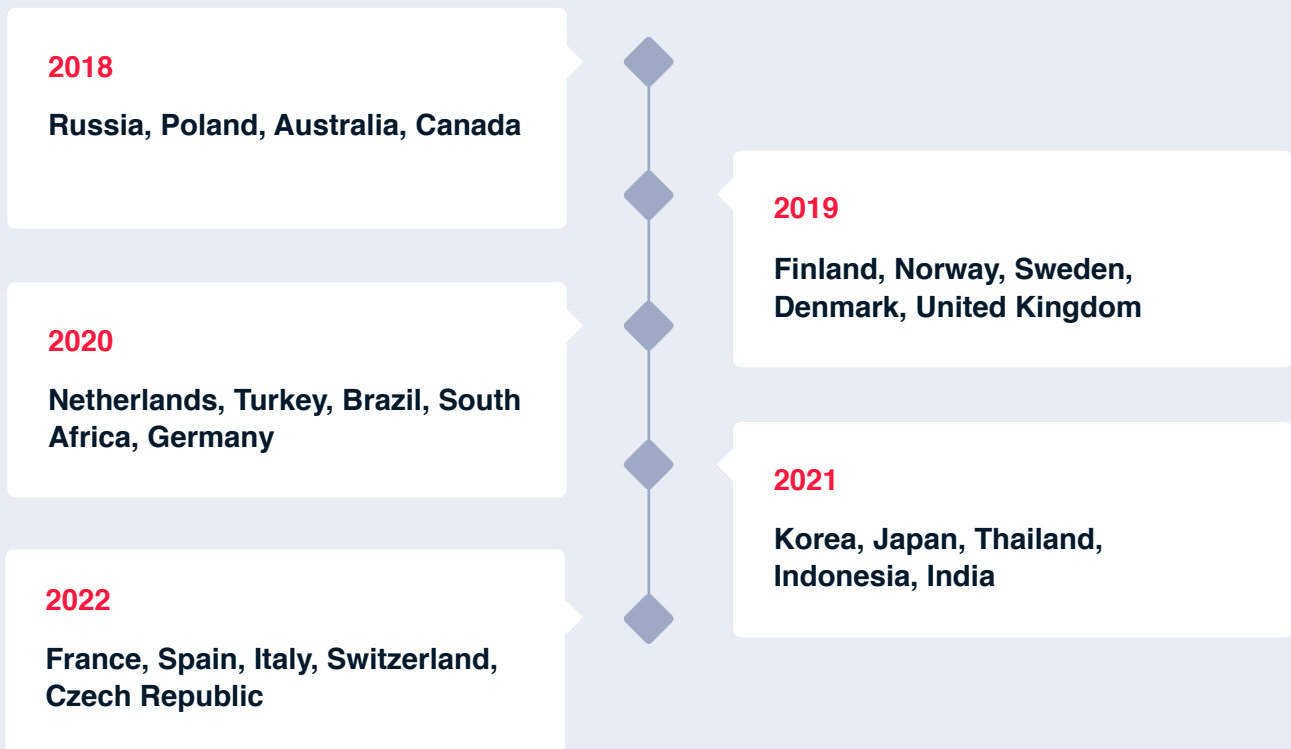 2018
Russia, Poland, Australia, Canada
2019
Finland, Norway, Sweden,
Denmark, United Kingdom
2020
Netherlands, Turkey, Brazil, South
Africa, Germany
2021
Korea, Japan, Thailand,
Indonesia, India
2022
France, Spain, Italy, Switzerland,
Czech Republic